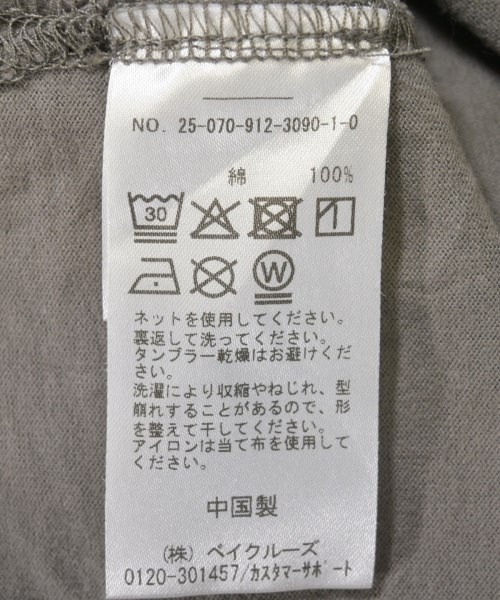 NO. 25-070-912-3090-1-0
綿 100%
30
W
ネットを使用してください。
裏返して洗ってください。
タンブラー乾燥はお避けくだ
さい。
洗濯により収縮やねじれ、型
崩れすることがあるので、形
を整えて干してください。
アイロンは当て布を使用して
ください。
中国製
(株) ベイクルーズ
0120-301457/カスタマーサポート